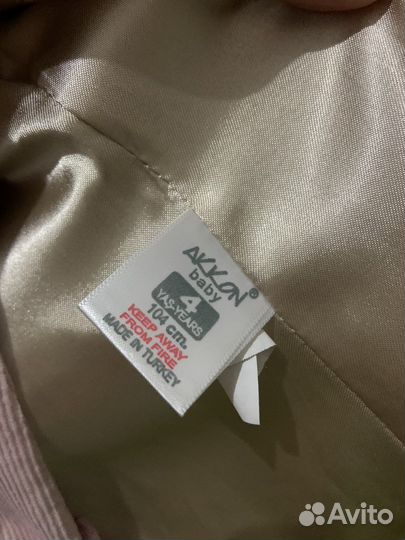 AKKON®
baby
4
YAŞ-YEARS
104 cm.
KEEP AWAY
FROM FIRE
MADE IN TURKEY
Avito